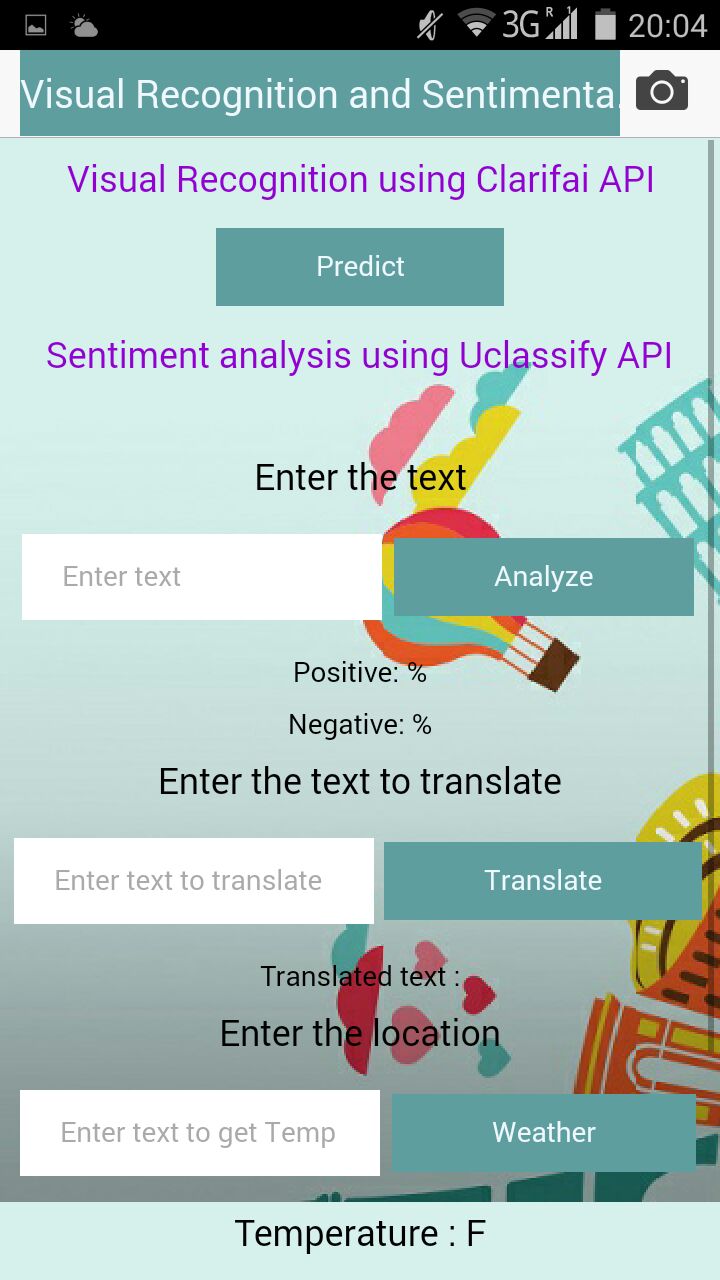 3G R 1 20:04
Visual Recognition and Sentimenta.
Visual Recognition using Clarifai API
Predict
Sentiment analysis using Uclassify API
Enter the text
Enter text
Analyze
Positive: %
Negative: %
Enter the text to translate
Enter text to translate
Translate
Translated text :
Enter the location
Enter text to get Temp
Weather
Temperature : F